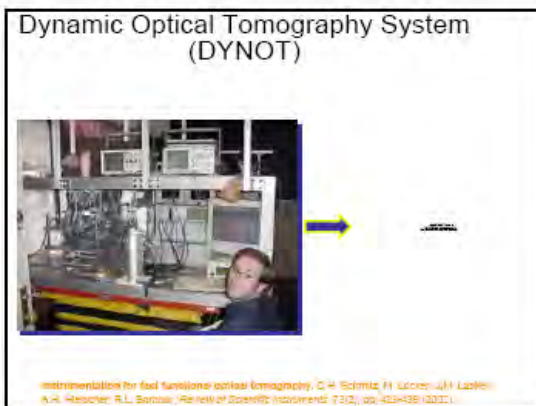 Dynamic Optical Tomography System
(DYNOT)
Instrumentation for fast functional optical tomography, C.H. Schmitz, M. Löcker, J.M. Lasker,
A.H. Hielscher, R.L. Barbour, Review of Scientific Instruments, 73(2), pp. 429-439 (2002).